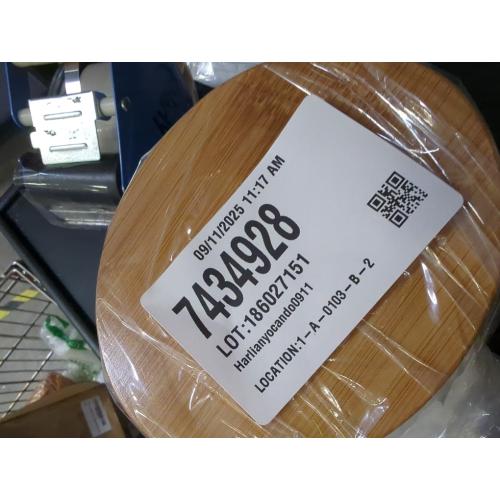 09/11/2025 11:17 AM
7434928
LOT:186027151
Harlianyocando0911
LOCATION:1-A-0103-B-2